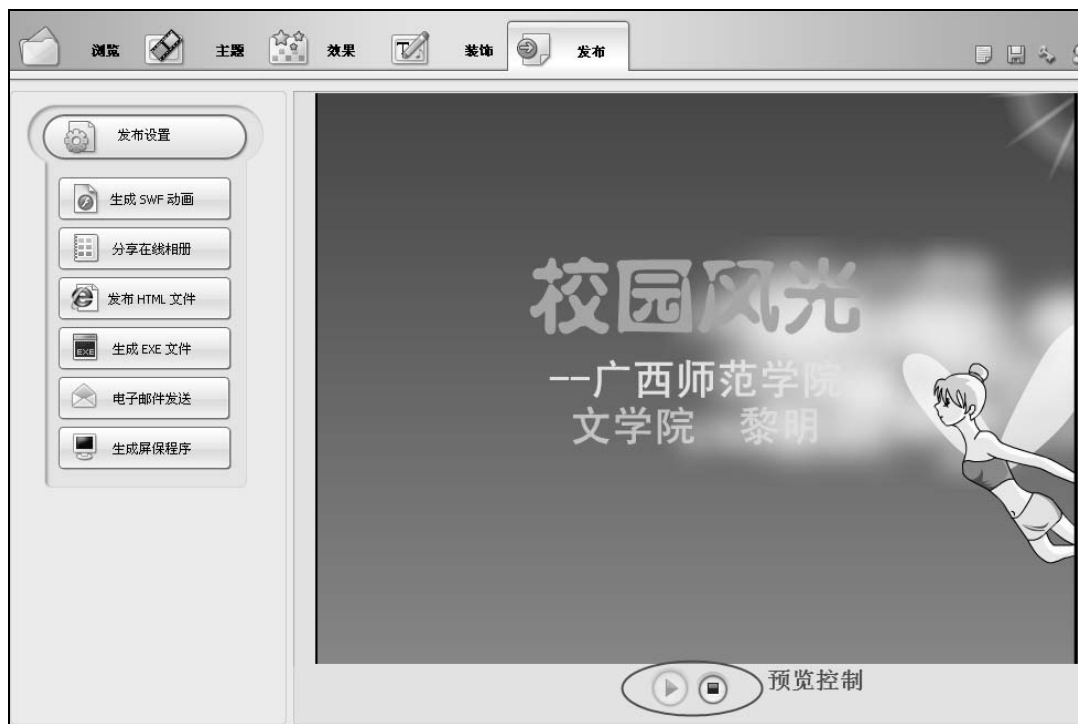 浏览 主题 效果 装饰 发布
发布设置
生成 SWF 动画
分享在线相册
发布 HTML 文件
EXE 生成 EXE 文件
电子邮件发送
生成屏保程序
校园风光
--广西师范学院
文学院 黎明
预览控制